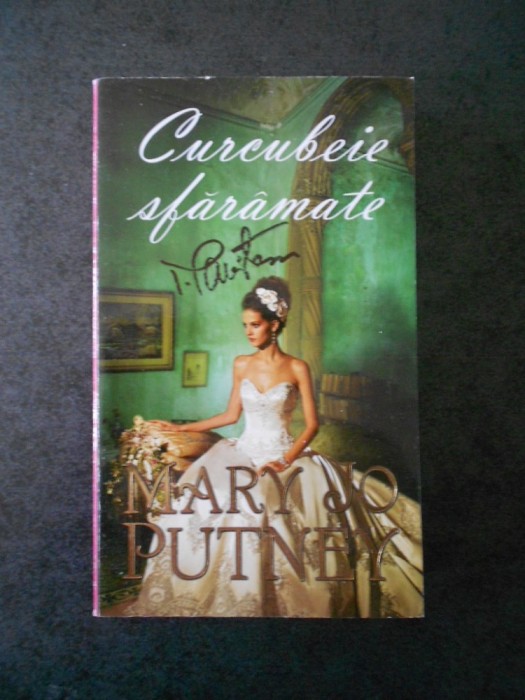 Curcubeie
sfărâmate
MARY JO
PUTNEY